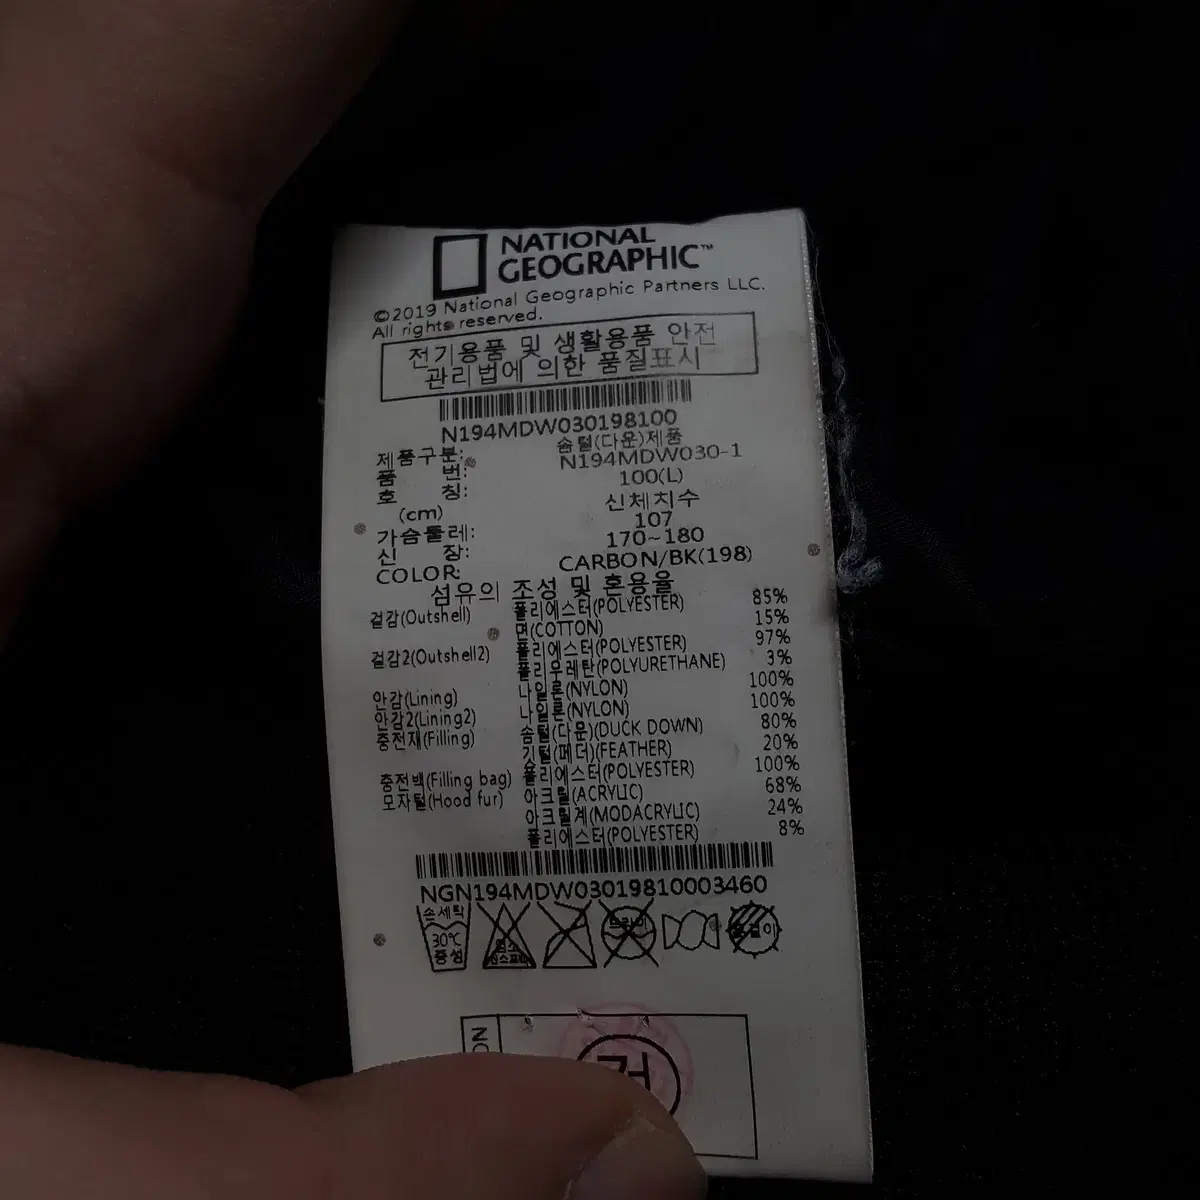 NATIONAL
GEOGRAPHIC™
©2019 National Geographic Partners LLC.
All rights reserved.
전기용품 및 생활용품 안전
관리법에 의한 품질표시
N194MDW030198100
제품구분: 솜털(다운)제품
품 번: N194MDW030-1
호 칭: 100(L)
(cm) 신체치수
가슴둘레: 107
신 장: 170~180
COLOR: CARBON/BK(198)
섬유의 조성 및 혼용율
겉감(Outshell) 폴리에스터(POLYESTER) 85%
면(COTTON) 15%
겉감2(Outshell2) 폴리에스터(POLYESTER) 97%
폴리우레탄(POLYURETHANE) 3%
안감(Lining) 나일론(NYLON) 100%
안감2(Lining2) 나일론(NYLON) 100%
충전재(Filling) 솜털(다운)(DUCK DOWN) 80%
깃털(페더)(FEATHER) 20%
충전백(Filling bag) 폴리에스터(POLYESTER) 100%
모자털(Hood fur) 아크릴(ACRYLIC) 68%
아크릴계(MODACRYLIC) 24%
폴리에스터(POLYESTER) 8%
NGN194MDW03019810003460
손세탁
30℃
중성
드라이